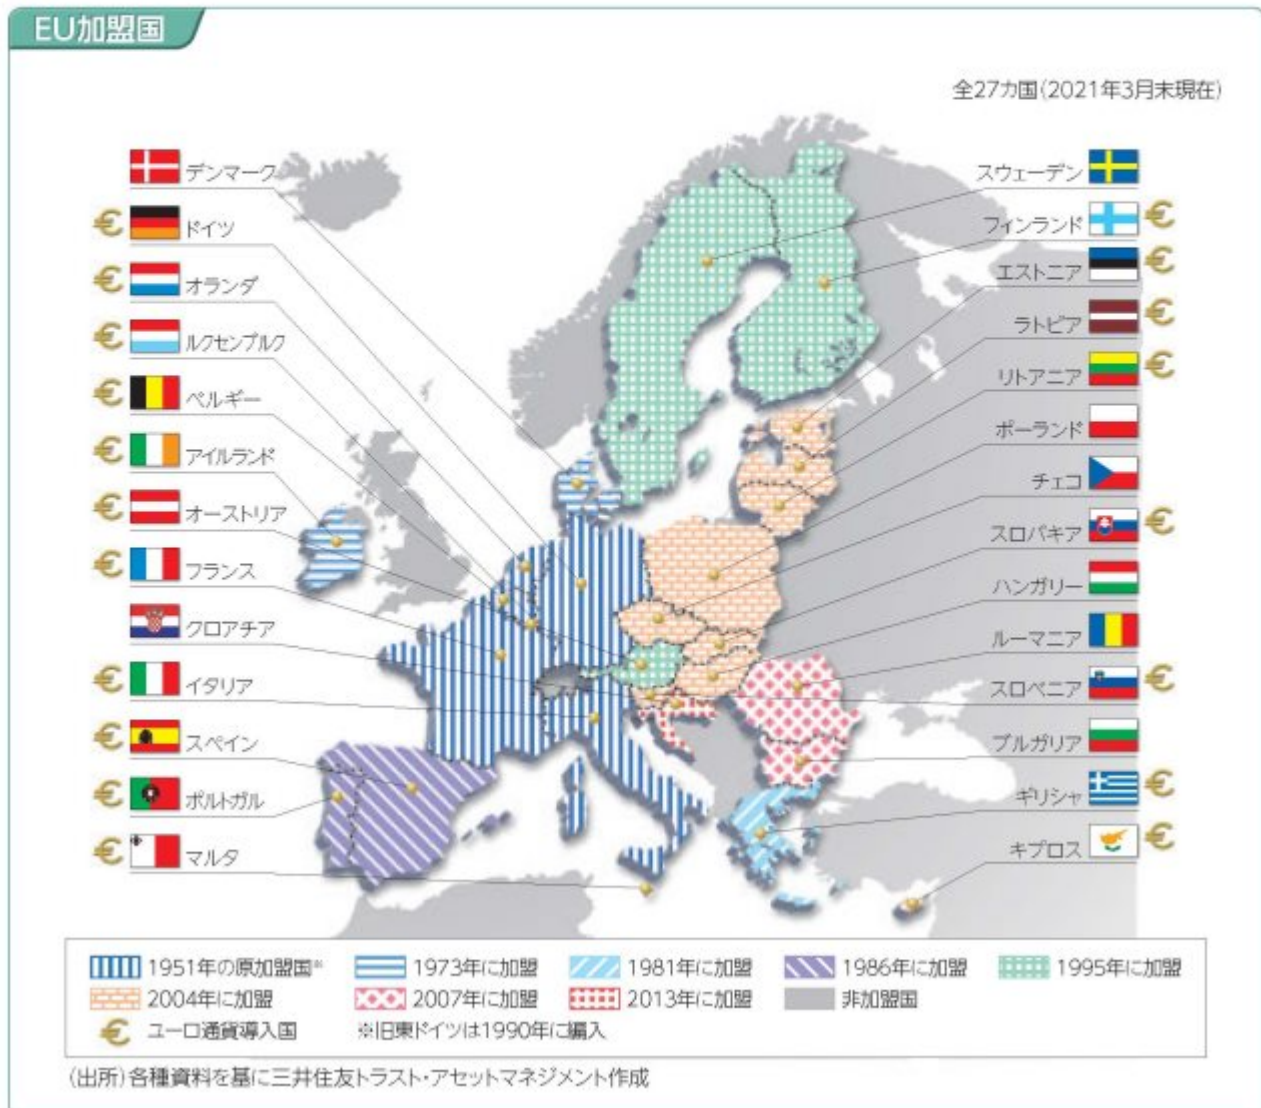 EU加盟国
全27カ国(2021年3月末現在)
デンマーク
€ ドイツ
€ オランダ
€ ルクセンブルク
€ ベルギー
€ アイルランド
€ オーストリア
€ フランス
クロアチア
€ イタリア
€ スペイン
€ ポルトガル
€ マルタ
スウェーデン
フィンランド €
エストニア €
ラトビア €
リトアニア €
ポーランド
チェコ
スロバキア €
ハンガリー
ルーマニア
スロベニア €
ブルガリア
ギリシャ €
キプロス €
1951年の原加盟国※ 1973年に加盟 1981年に加盟 1986年に加盟 1995年に加盟
2004年に加盟 2007年に加盟 2013年に加盟 非加盟国
€ ユーロ通貨導入国 ※旧東ドイツは1990年に編入
(出所)各種資料を基に三井住友トラスト・アセットマネジメント作成